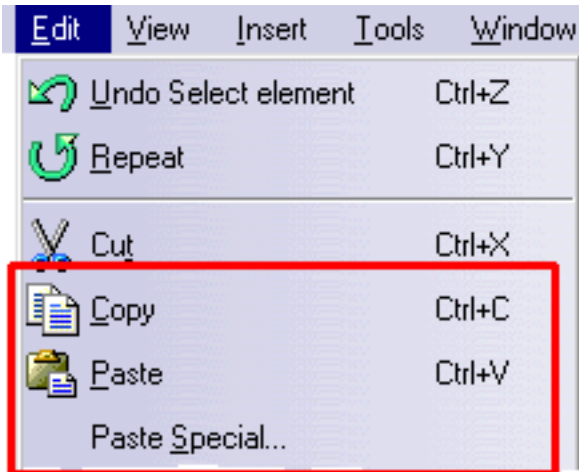 Edit View Insert Tools Window
Undo Select element Ctrl+Z
Repeat Ctrl+Y
Cut Ctrl+X
Copy Ctrl+C
Paste Ctrl+V
Paste Special...